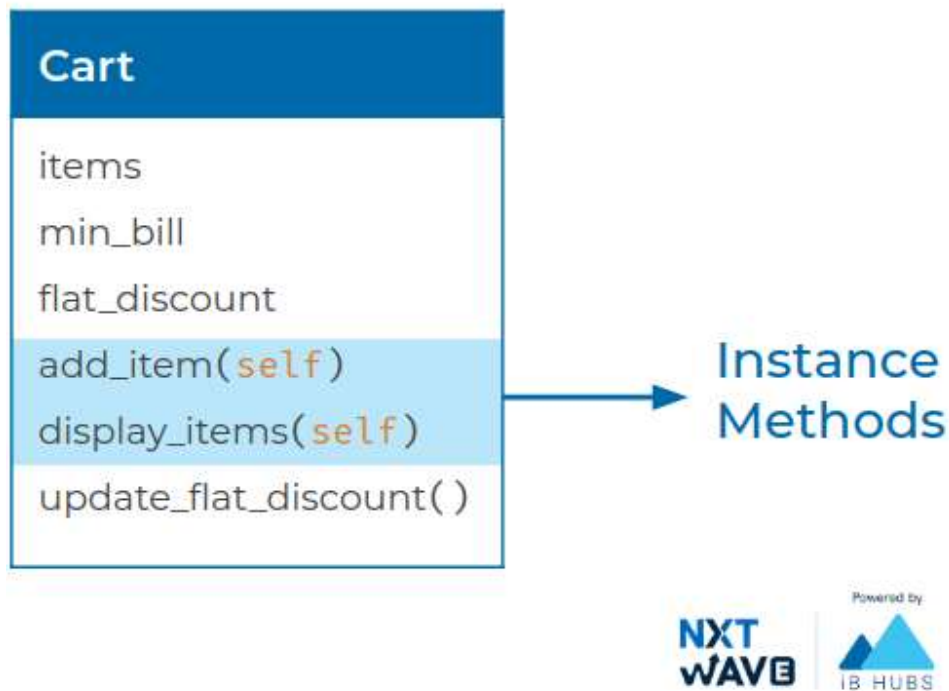 Cart
items
min_bill
flat_discount
add_item(self)
display_items(self)
update_flat_discount()
Instance
Methods
Powered by
NXT
WAVE
iB HUBS